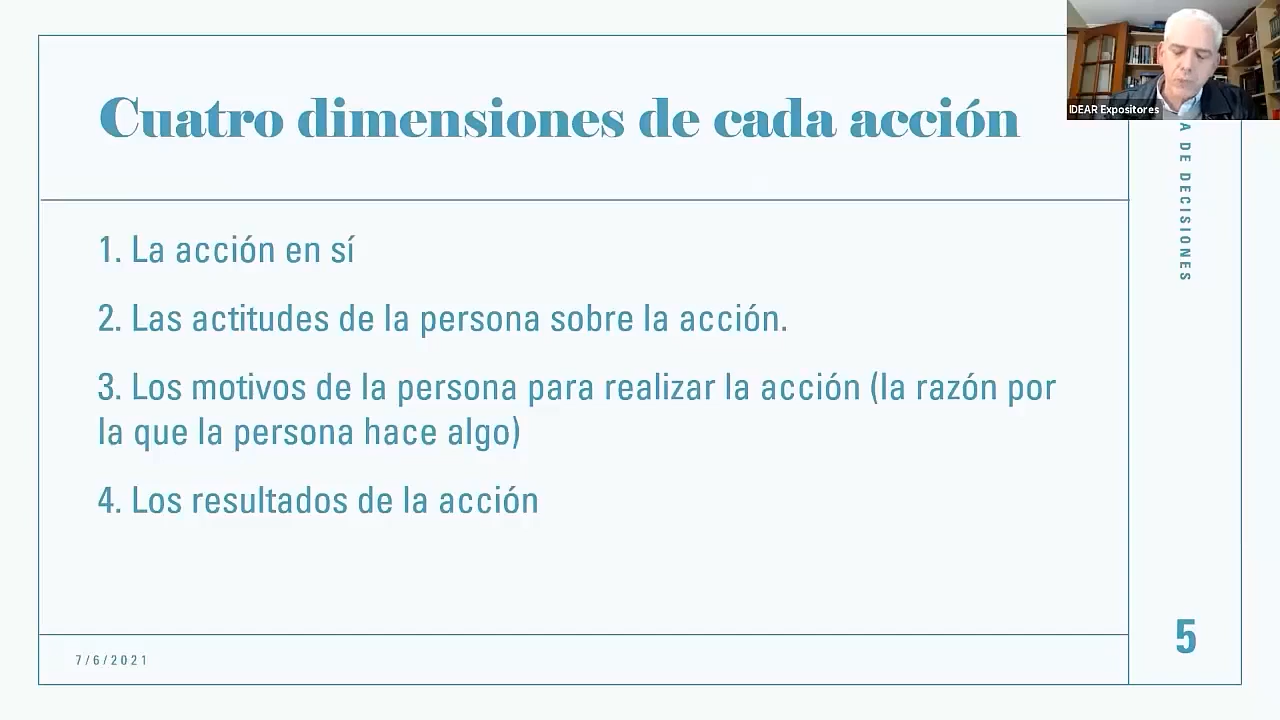 Cuatro dimensiones de cada acción
IDEAR Expositores
A DE DECISIONES
1. La acción en sí
2. Las actitudes de la persona sobre la acción.
3. Los motivos de la persona para realizar la acción (la razón por
la que la persona hace algo)
4. Los resultados de la acción
5
7/6/2021